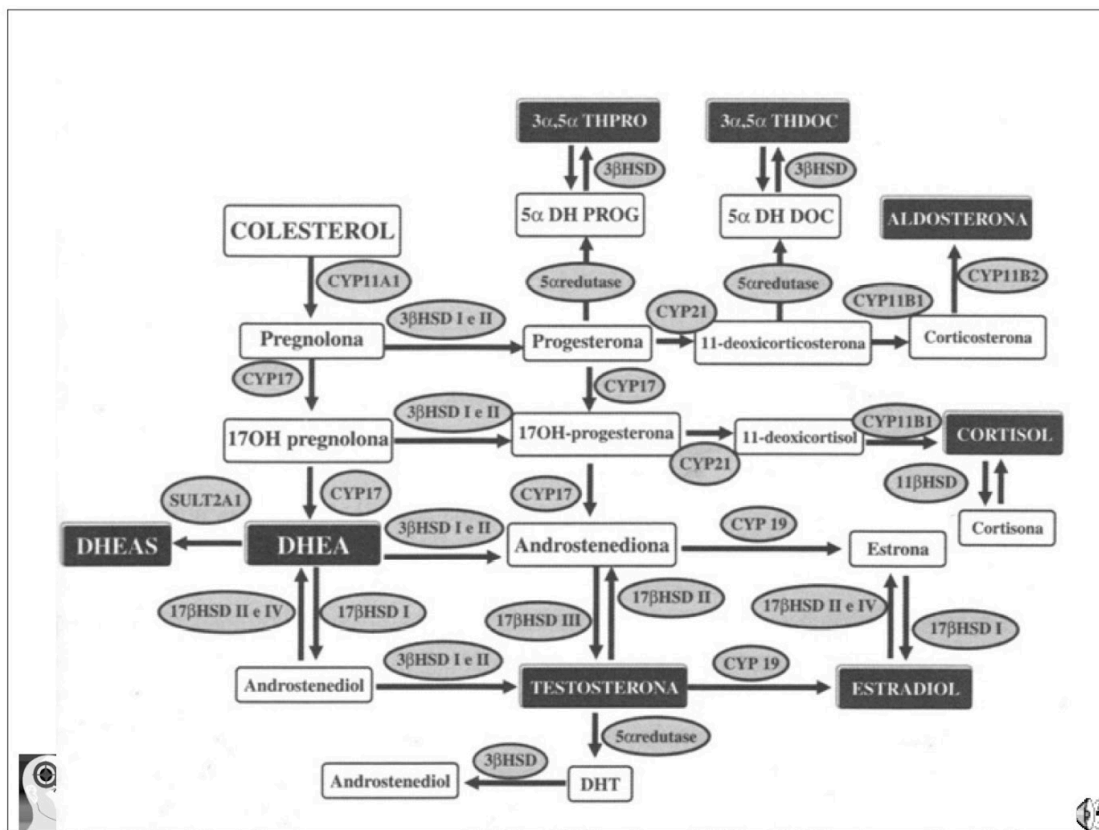 3α,5α THPRO
3α,5α THDOC
3βHSD
3βHSD
5α DH PROG
5α DH DOC
ALDOSTERONA
COLESTEROL
CYP11A1
5αredutase
5αredutase
CYP11B2
CYP11B1
3βHSD I e II
CYP21
Pregnolona
Progesterona
11-deoxicorticosterona
Corticosterona
CYP17
CYP17
3βHSD I e II
CYP11B1
17OH pregnolona
17OH-progesterona
11-deoxicortisol
CORTISOL
CYP21
SULT2A1
CYP17
CYP17
11βHSD
3βHSD I e II
CYP 19
Cortisona
DHEAS
DHEA
Androstenediona
Estrona
17βHSD II e IV
17βHSD I
17βHSD III
17βHSD II
17βHSD II e IV
17βHSD I
3βHSD I e II
CYP 19
Androstenediol
TESTOSTERONA
ESTRADIOL
5αredutase
3βHSD
Androstenediol
DHT